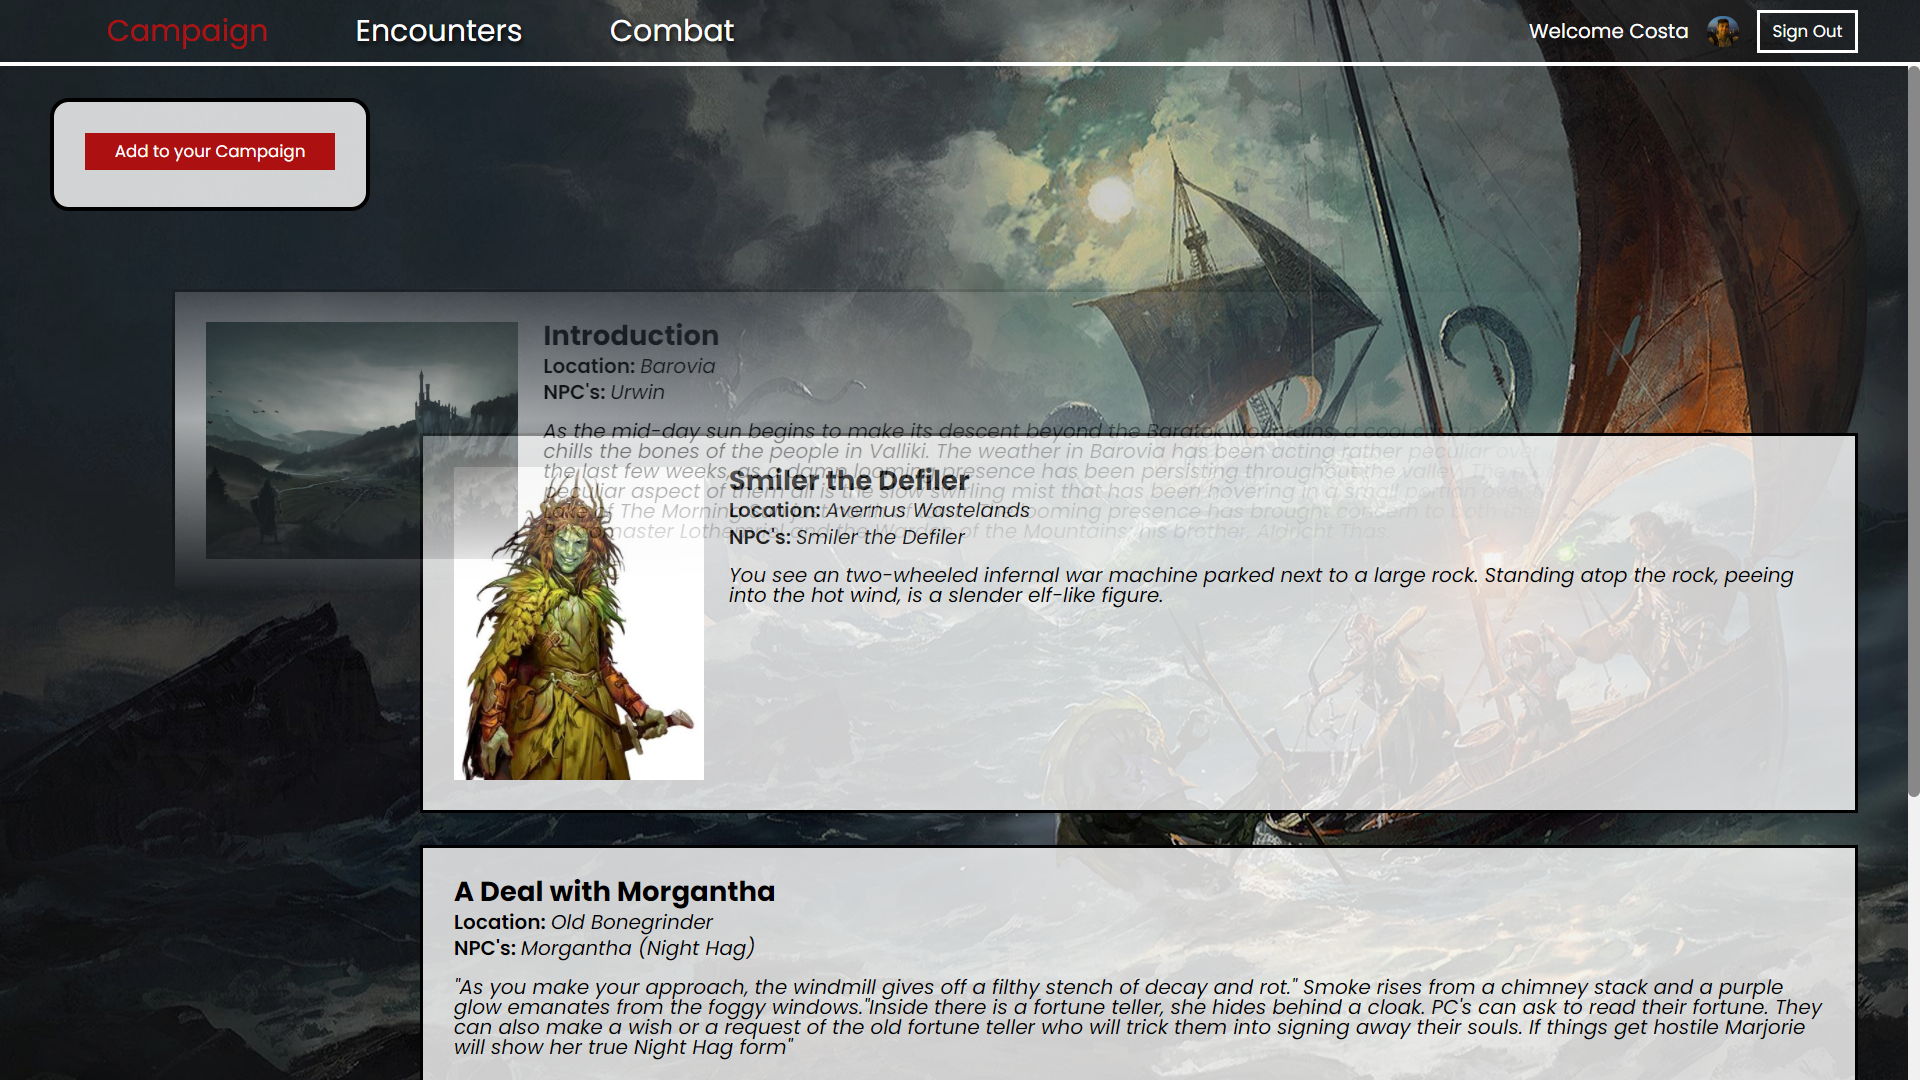 Campaign
Encounters
Combat
Welcome Costa
Sign Out
Add to your Campaign
Introduction
Location: Barovia
NPC's: Urwin
As the mid-day sun begins to make its descent beyond the Baratok Mountains, a cool
chills the bones of the people in Valliki. The weather in Barovia has been acting rather peculiar over
the last few weeks, as a damp looming presence has been persisting throughout the valley.
peculiar aspect of them all is the slow swirling mist that has been hovering in a small portion over
of The Morning looming presence has brought concern to both the
Lothemriel and the Warden of the Mountains; his brother, Alaricht Thas.
Smiler the Defiler
Location: Avernus Wastelands
NPC's: Smiler the Defiler
You see an two-wheeled infernal war machine parked next to a large rock. Standing atop the rock, peeing
into the hot wind, is a slender elf-like figure.
A Deal with Morgantha
Location: Old Bonegrinder
NPC's: Morgantha (Night Hag)
"As you make your approach, the windmill gives off a filthy stench of decay and rot." Smoke rises from a chimney stack and a purple
glow emanates from the foggy windows."Inside there is a fortune teller, she hides behind a cloak. PC's can ask to read their fortune. They
can also make a wish or a request of the old fortune teller who will trick them into signing away their souls. If things get hostile Marjorie
will show her true Night Hag form"